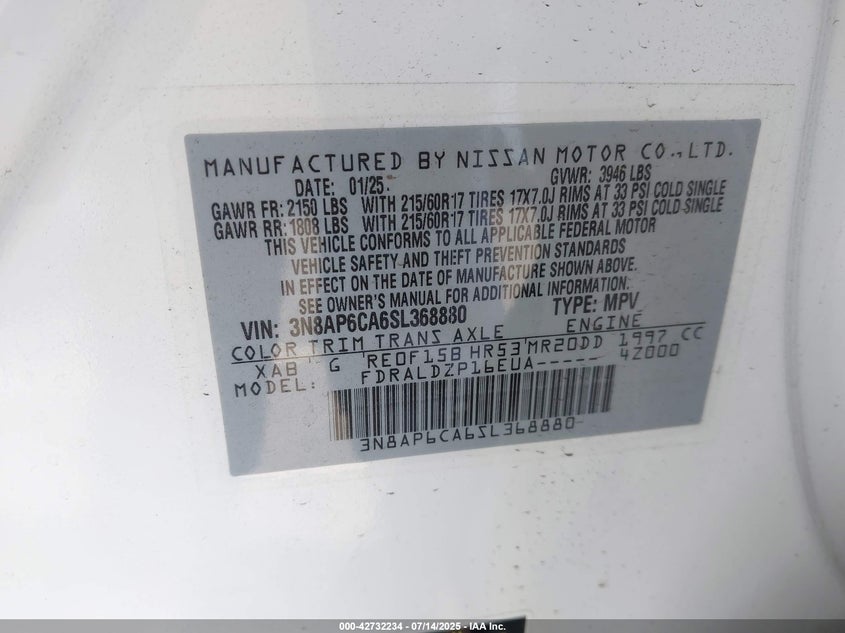 MANUFACTURED BY NISSAN MOTOR CO., LTD.
DATE: 01/25 GVWR: 3946 LBS
GAWR FR: 2150 LBS WITH 215/60R17 TIRES 17X7.0J RIMS AT 33 PSI COLD SINGLE
GAWR RR: 1808 LBS WITH 215/60R17 TIRES 17X7.0J RIMS AT 33 PSI COLD SINGLE
THIS VEHICLE CONFORMS TO ALL APPLICABLE FEDERAL MOTOR
VEHICLE SAFETY AND THEFT PREVENTION STANDARDS
IN EFFECT ON THE DATE OF MANUFACTURE SHOWN ABOVE.
SEE OWNER'S MANUAL FOR ADDITIONAL INFORMATION.
VIN: 3N8AP6CA6SL368880 TYPE: MPV
COLOR TRIM TRANS AXLE ENGINE
XAB G RE0F15B HR53 MR20DD 1997 CC
MODEL: FDRALDZP16EUA----- 4Z000
3N8AP6CA6SL368880
000-42732234 - 07/14/2025 - IAA Inc.